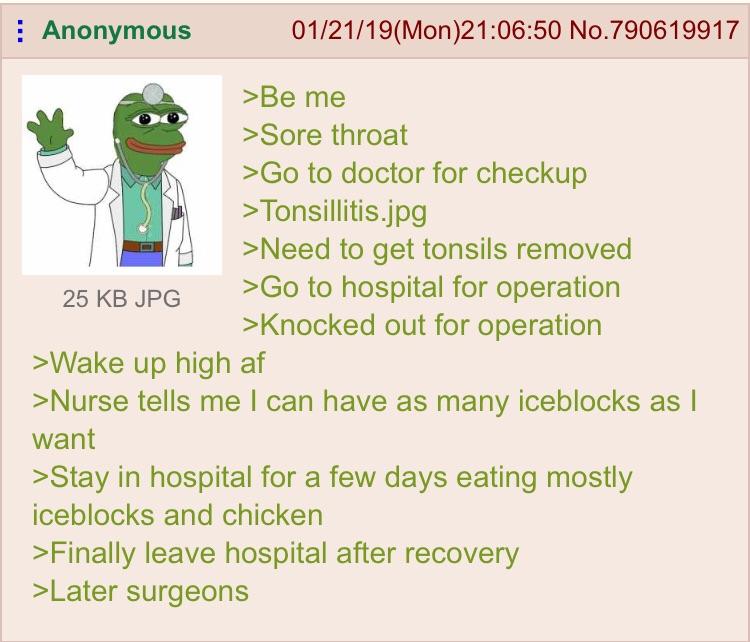 Anonymous 01/21/19(Mon)21:06:50 No.790619917
>Be me
>Sore throat
>Go to doctor for checkup
>Tonsillitis.jpg
>Need to get tonsils removed
>Go to hospital for operation
25 KB JPG
>Knocked out for operation
>Wake up high af
>Nurse tells me I can have as many iceblocks as I
want
>Stay in hospital for a few days eating mostly
iceblocks and chicken
>Finally leave hospital after recovery
>Later surgeons